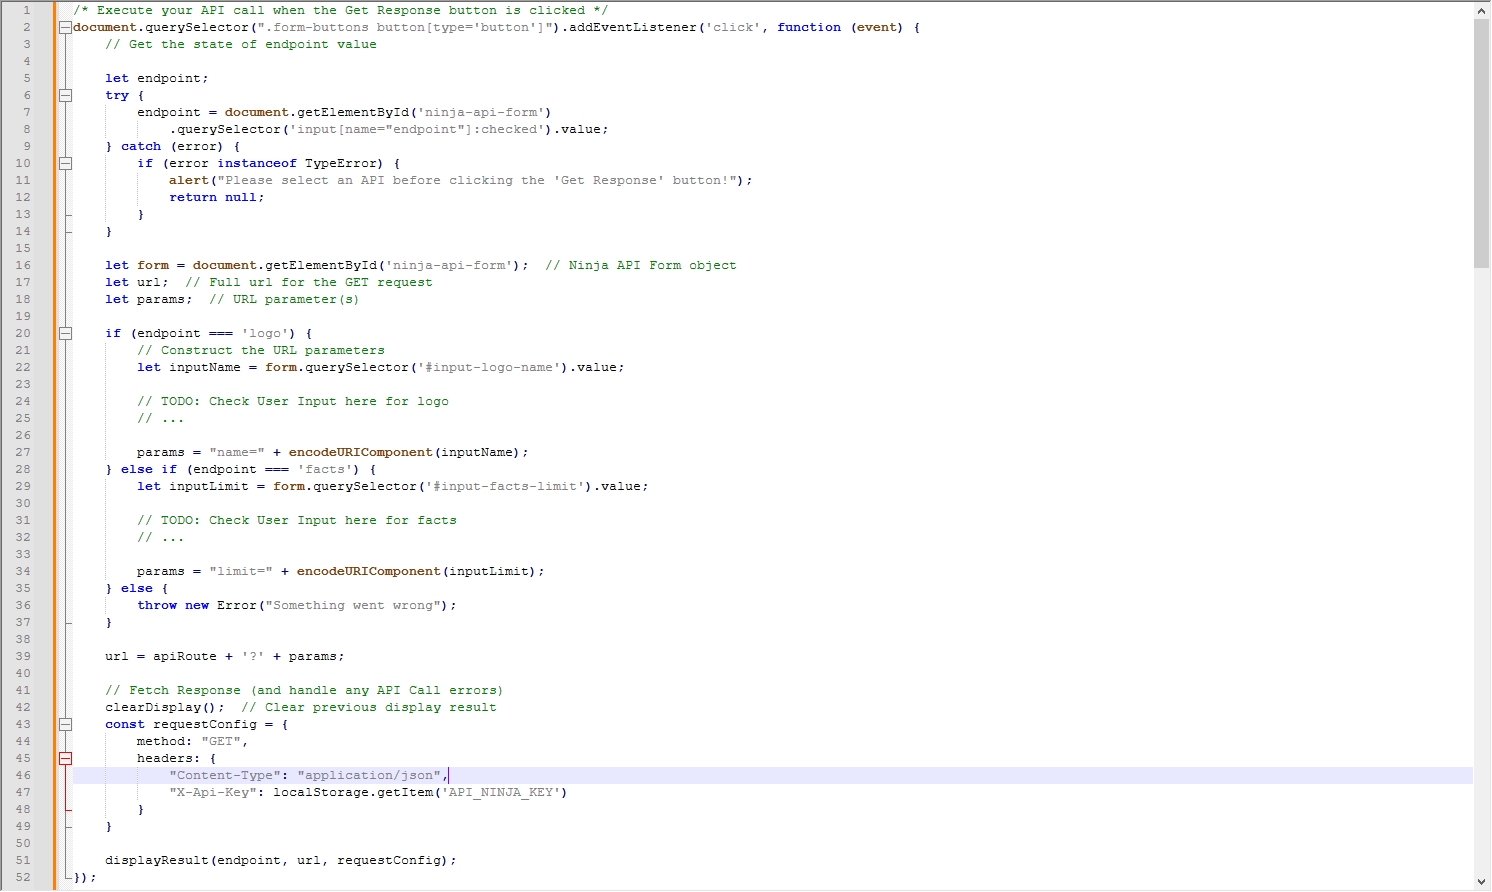 1 /* Execute your API call when the Get Response button is clicked */
2 document.querySelector(".form-buttons button[type='button']").addEventListener('click', function (event) {
3     // Get the state of endpoint value
4
5     let endpoint;
6     try {
7         endpoint = document.getElementById('ninja-api-form')
8             .querySelector('input[name="endpoint"]:checked').value;
9     } catch (error) {
10         if (error instanceof TypeError) {
11             alert("Please select an API before clicking the 'Get Response' button!");
12             return null;
13         }
14     }
15
16     let form = document.getElementById('ninja-api-form');  // Ninja API Form object
17     let url;  // Full url for the GET request
18     let params;  // URL parameter(s)
19
20     if (endpoint === 'logo') {
21         // Construct the URL parameters
22         let inputName = form.querySelector('#input-logo-name').value;
23
24         // TODO: Check User Input here for logo
25         // ...
26
27         params = "name=" + encodeURIComponent(inputName);
28     } else if (endpoint === 'facts') {
29         let inputLimit = form.querySelector('#input-facts-limit').value;
30
31         // TODO: Check User Input here for facts
32         // ...
33
34         params = "limit=" + encodeURIComponent(inputLimit);
35     } else {
36         throw new Error("Something went wrong");
37     }
38
39     url = apiRoute + '?' + params;
40
41     // Fetch Response (and handle any API Call errors)
42     clearDisplay();  // Clear previous display result
43     const requestConfig = {
44         method: "GET",
45         headers: {
46             "Content-Type": "application/json",
47             "X-Api-Key": localStorage.getItem('API_NINJA_KEY')
48         }
49     }
50
51     displayResult(endpoint, url, requestConfig);
52 });